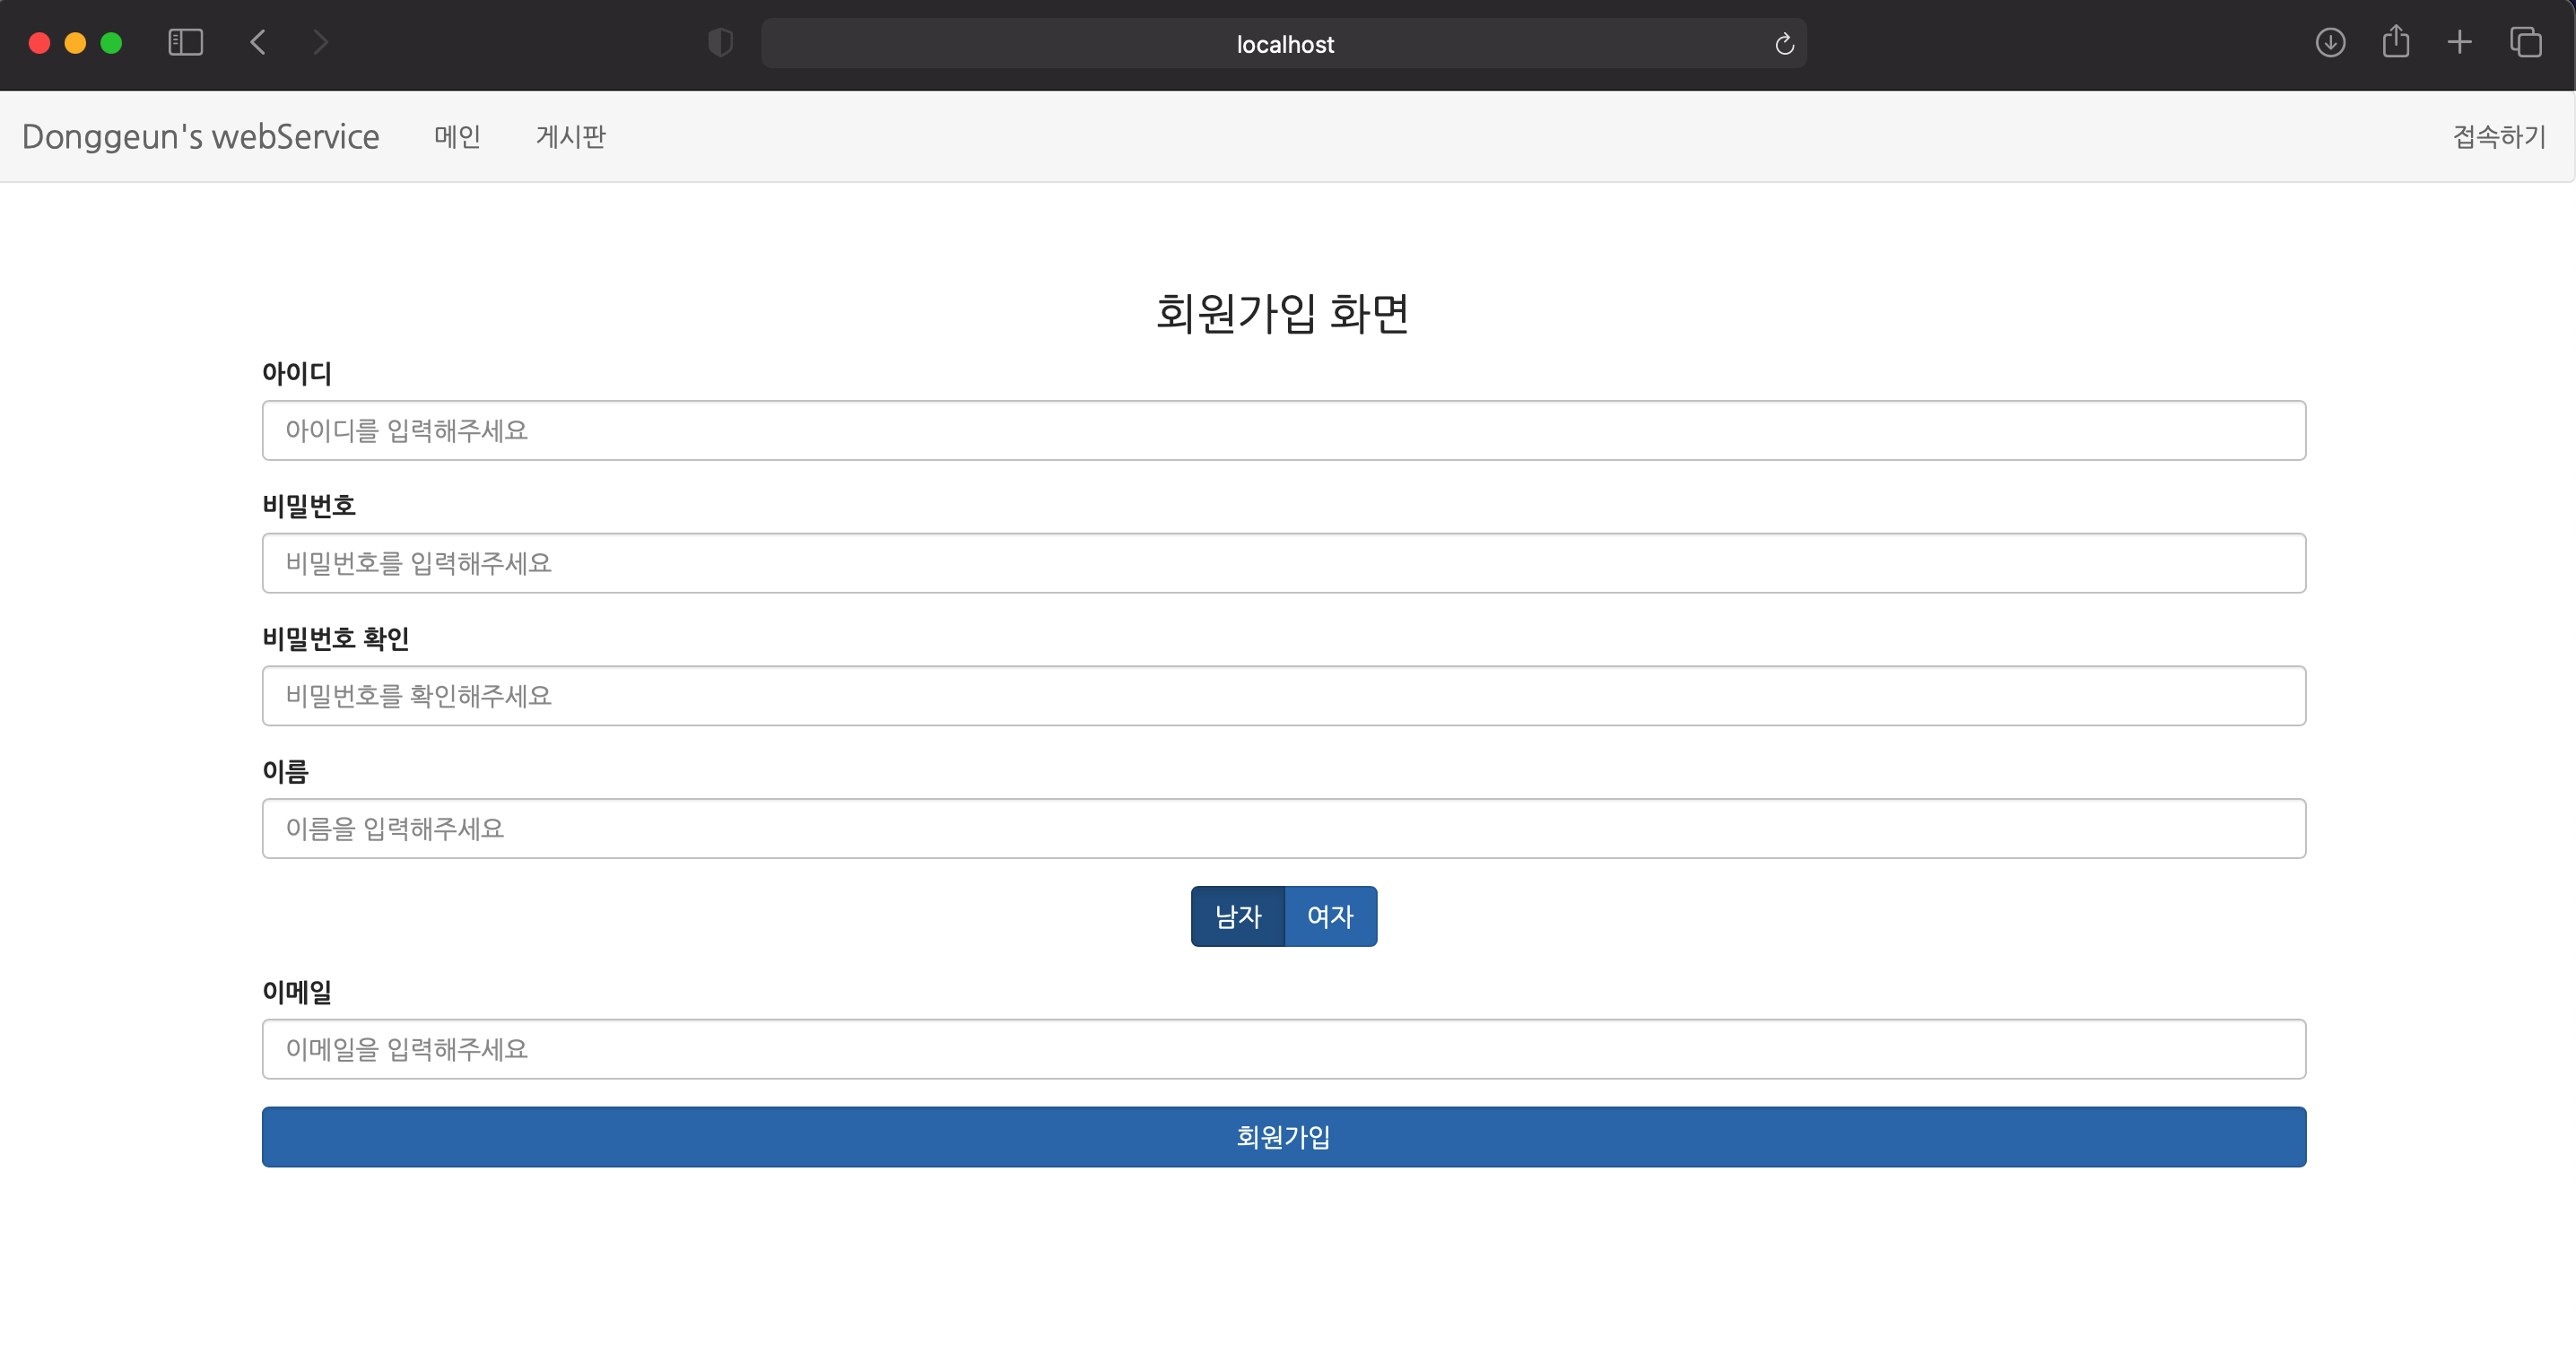 localhost
Donggeun's webService 메인 게시판 접속하기
회원가입 화면
아이디
아이디를 입력해주세요
비밀번호
비밀번호를 입력해주세요
비밀번호 확인
비밀번호를 확인해주세요
이름
이름을 입력해주세요
남자 여자
이메일
이메일을 입력해주세요
회원가입